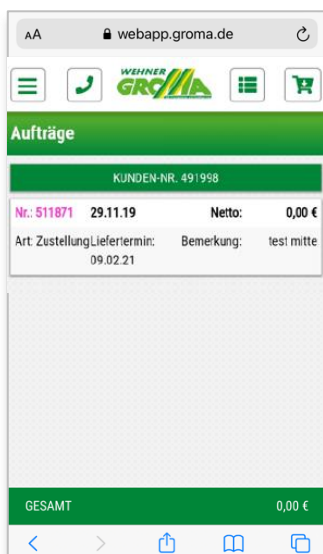 AA webapp.groma.de
WEHNER
GROMA
Aufträge
KUNDEN-NR. 491998
Nr.: 511871 29.11.19 Netto: 0,00 €
Art: Zustellung Liefertermin: Bemerkung: test mitte
09.02.21
GESAMT 0,00 €